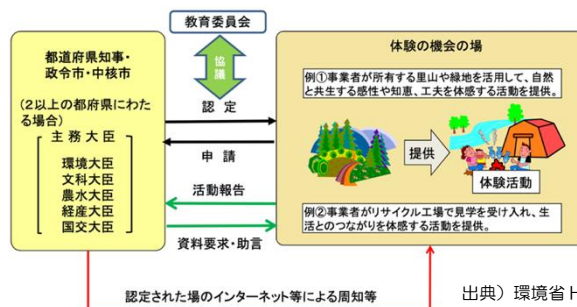 教育委員会
協議
都道府県知事・
政令市・中核市
(2以上の都府県にわた
る場合)
主務大臣
環境大臣
文科大臣
農水大臣
経産大臣
国交大臣
認定
申請
活動報告
資料要求・助言
体験の機会の場
例①事業者が所有する里山や緑地を活用して、自然
と共生する感性や知恵、工夫を体感する活動を提供。
提供
体験活動
例②事業者がリサイクル工場で見学を受け入れ、生
活とのつながりを体感する活動を提供。
認定された場のインターネット等による周知等
出典）環境省ト